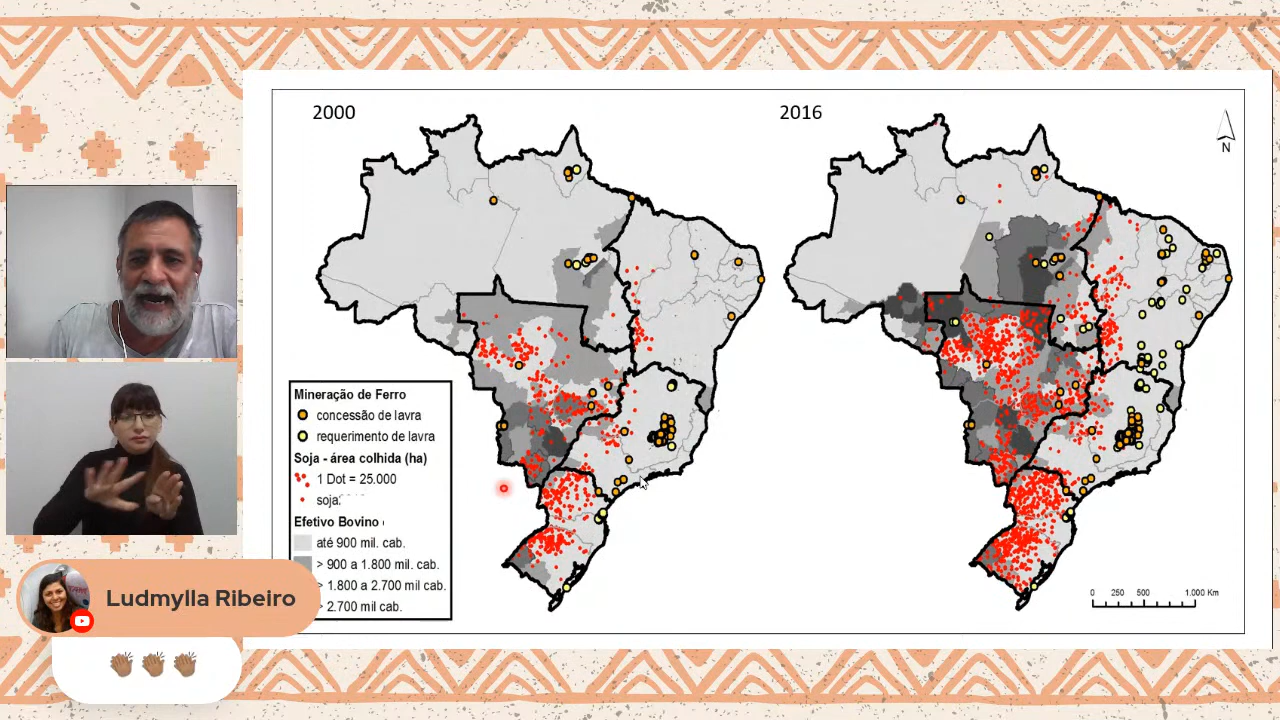 2000
2016
N
Mineração de Ferro
concessão de lavra
requerimento de lavra
Soja - área colhida (ha)
1 Dot = 25.000
soja:
Efetivo Bovino
até 900 mil. cab.
> 900 a 1.800 mil. cab.
> 1.800 a 2.700 mil cab.
> 2.700 mil cab.
0 250 500 1.000 Km
Ludmylla Ribeiro
👏🏾 👏🏾 👏🏾